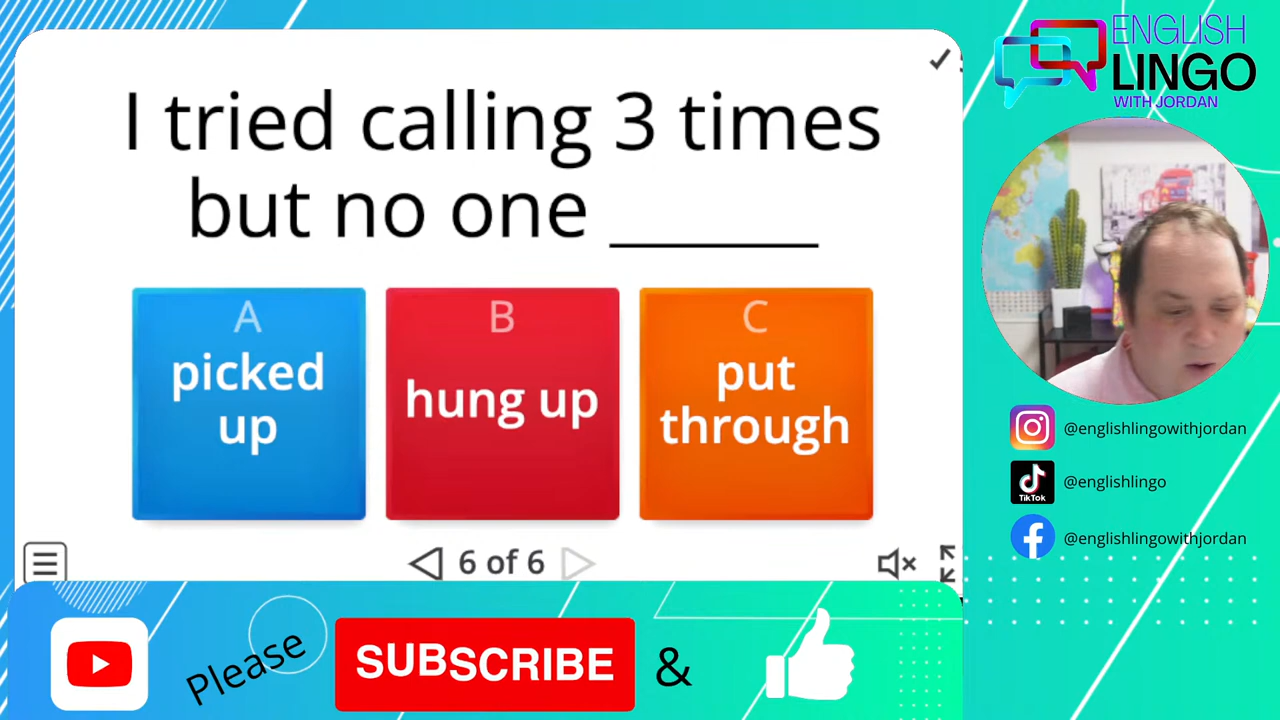 I tried calling 3 times
but no one ______
A
picked
up
B
hung up
C
put
through
6 of 6
Please
SUBSCRIBE
&
ENGLISH
LINGO
WITH JORDAN
@englishlingowithjordan
TikTok
@englishlingo
@englishlingowithjordan